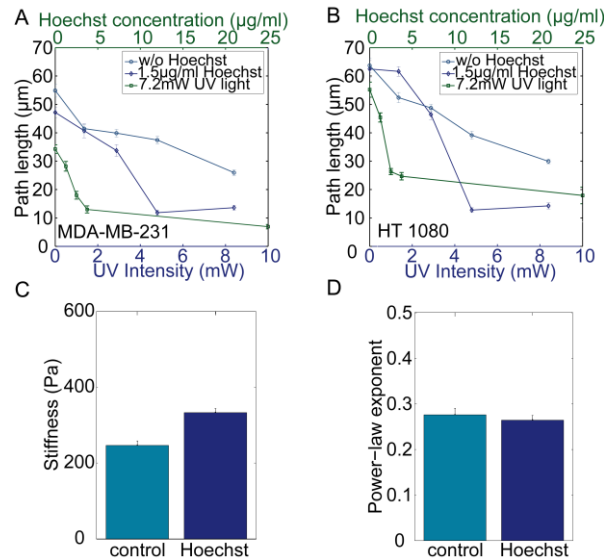 A
Hoechst concentration (µg/ml)
0 5 10 15 20 25
70
60
50
40
30
20
10
0
Path length (µm)
w/o Hoechst
1.5µg/ml Hoechst
7.2mW UV light
MDA-MB-231
0 2 4 6 8 10
UV Intensity (mW)
B
Hoechst concentration (µg/ml)
0 5 10 15 20 25
70
60
50
40
30
20
10
0
Path length (µm)
w/o Hoechst
1.5µg/ml Hoechst
7.2mW UV light
HT 1080
0 2 4 6 8 10
UV Intensity (mW)
C
600
400
200
0
Stiffness (Pa)
control Hoechst
D
0.5
0.4
0.3
0.2
0.1
0
Power-law exponent
control Hoechst